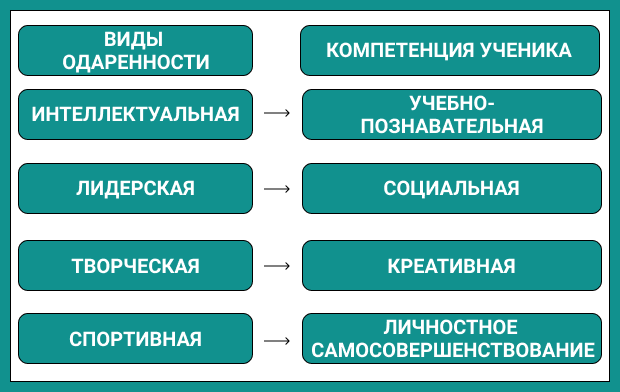 ВИДЫ
ОДАРЕННОСТИ
КОМПЕТЕНЦИЯ УЧЕНИКА
ИНТЕЛЛЕКТУАЛЬНАЯ
УЧЕБНО-
ПОЗНАВАТЕЛЬНАЯ
ЛИДЕРСКАЯ
СОЦИАЛЬНАЯ
ТВОРЧЕСКАЯ
КРЕАТИВНАЯ
СПОРТИВНАЯ
ЛИЧНОСТНОЕ
САМОСОВЕРШЕНСТВОВАНИЕ